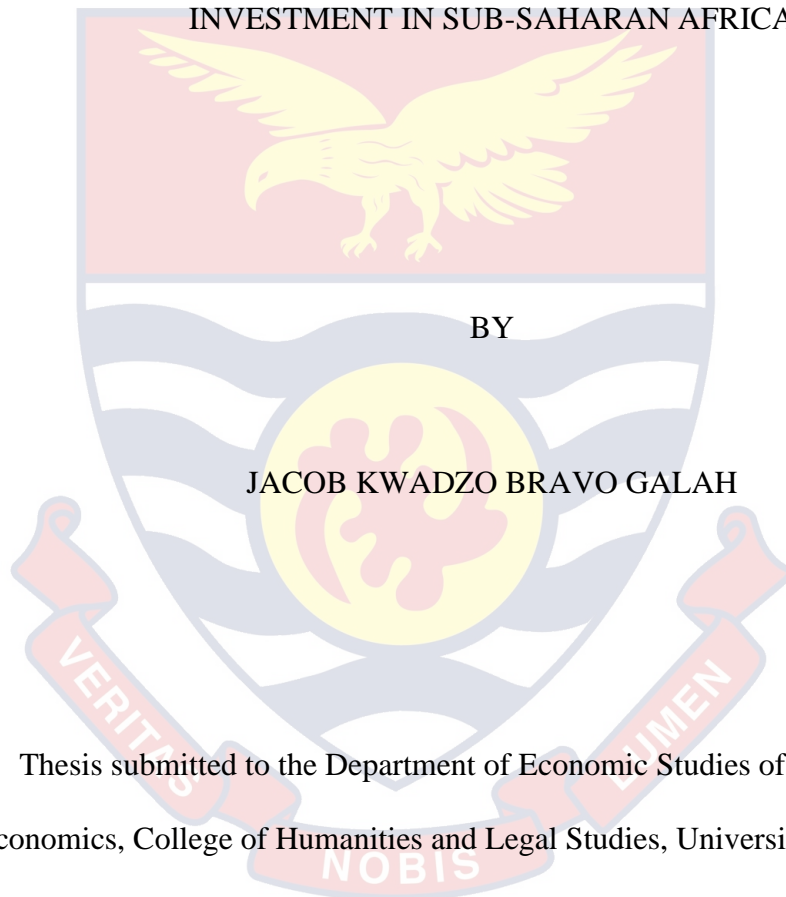 INVESTMENT IN SUB-SAHARAN AFRICA
BY
JACOB KWADZO BRAVO GALAH
VERITAS
LUMEN
Thesis submitted to the Department of Economic Studies of
conomics, College of Humanities and Legal Studies, Universi
NOBIS